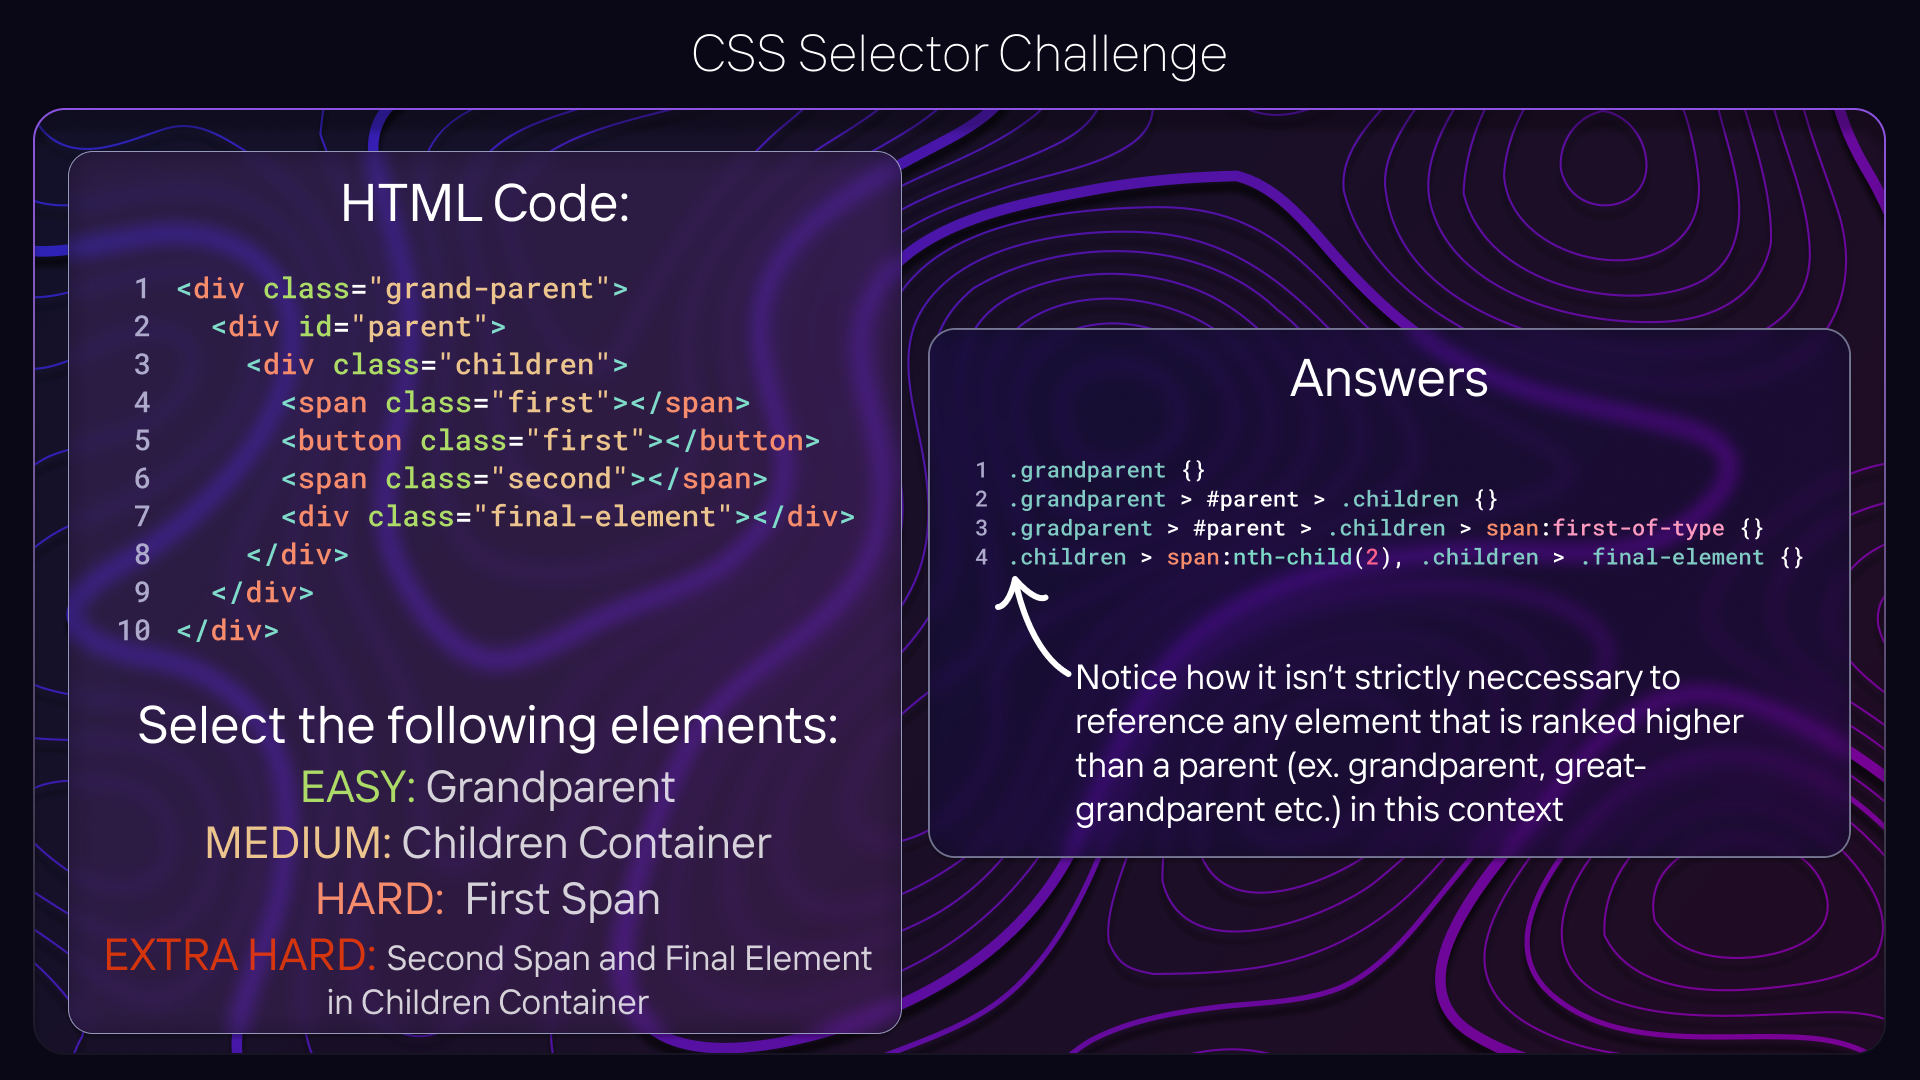 CSS Selector Challenge
HTML Code:
1 <div class="grand-parent">
2 <div id="parent">
3 <div class="children">
4 <span class="first"></span>
5 <button class="first"></button>
6 <span class="second"></span>
7 <div class="final-element"></div>
8 </div>
9 </div>
10 </div>
Select the following elements:
EASY: Grandparent
MEDIUM: Children Container
HARD: First Span
EXTRA HARD: Second Span and Final Element
in Children Container
Answers
1 .grandparent {}
2 .grandparent > #parent > .children {}
3 .gradparent > #parent > .children > span:first-of-type {}
4 .children > span:nth-child(2), .children > .final-element {}
Notice how it isn't strictly neccessary to
reference any element that is ranked higher
than a parent (ex. grandparent, great-
grandparent etc.) in this context